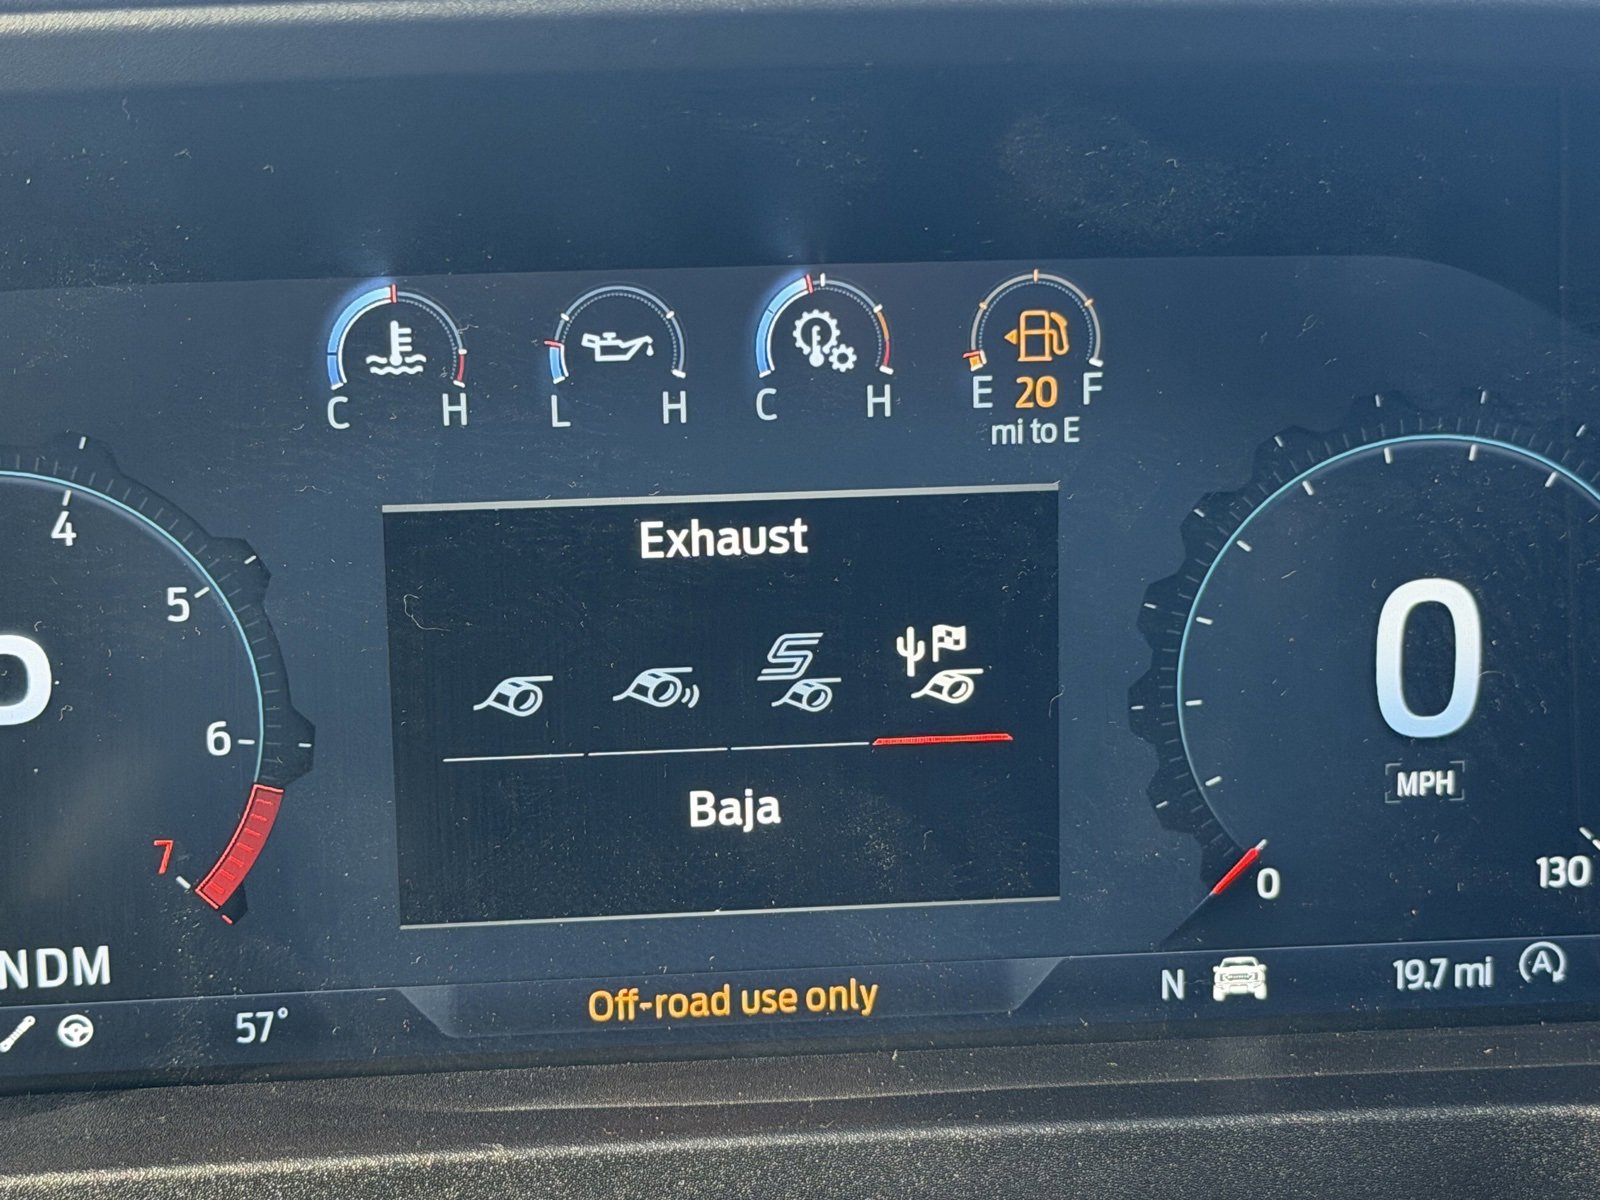 C H
L H
C H
E 20 F
mi to E
4
5
6
7
Exhaust
S
Baja
0
MPH
0
130
NDM
57°
Off-road use only
N
19.7 mi
A